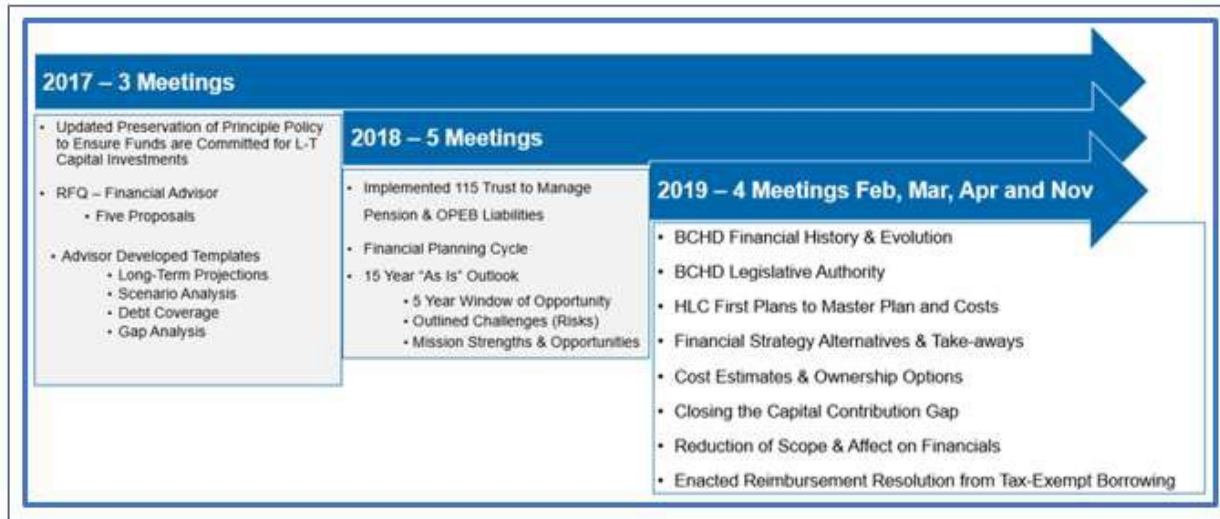 2017 – 3 Meetings
• Updated Preservation of Principle Policy
to Ensure Funds are Committed for L-T
Capital Investments
• RFQ – Financial Advisor
• Five Proposals
• Advisor Developed Templates
• Long-Term Projections
• Scenario Analysis
• Debt Coverage
• Gap Analysis
2018 – 5 Meetings
• Implemented 115 Trust to Manage
Pension & OPEB Liabilities
• Financial Planning Cycle
• 15 Year "As Is" Outlook
• 5 Year Window of Opportunity
• Outlined Challenges (Risks)
• Mission Strengths & Opportunities
2019 – 4 Meetings Feb, Mar, Apr and Nov
• BCHD Financial History & Evolution
• BCHD Legislative Authority
• HLC First Plans to Master Plan and Costs
• Financial Strategy Alternatives & Take-aways
• Cost Estimates & Ownership Options
• Closing the Capital Contribution Gap
• Reduction of Scope & Affect on Financials
• Enacted Reimbursement Resolution from Tax-Exempt Borrowing